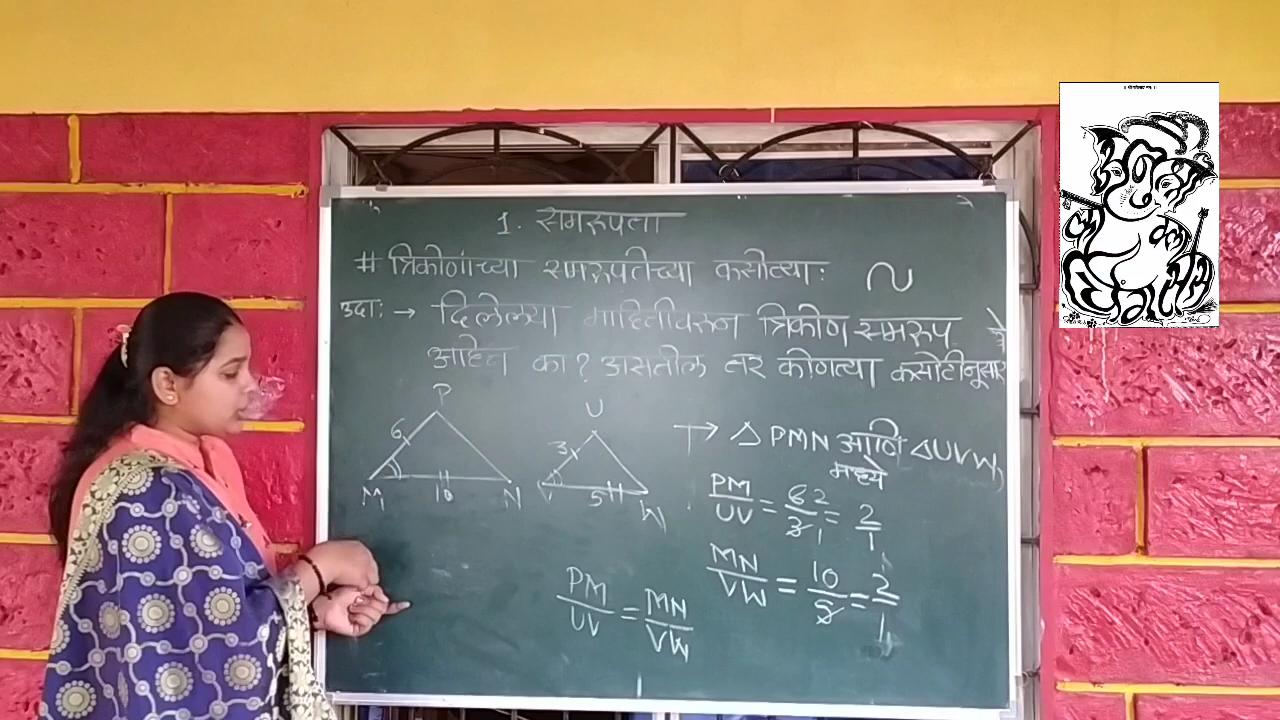 1. समरूपता
# त्रिकोणांच्या समरूपतेच्या कसोट्या: ~
उदा: → दिलेल्या माहितीवरून त्रिकोण समरूप
आहेत का? असतील तर कोणत्या कसोटीनूसार
P
6
M 10 N
U
3
V 5 W
→ △ PMN आणि △UVW,
मध्ये
PM/UV = 6 2/3 1 = 2/1
MN/VW = 10/5 = 2/1
PM/UV = MN/VW